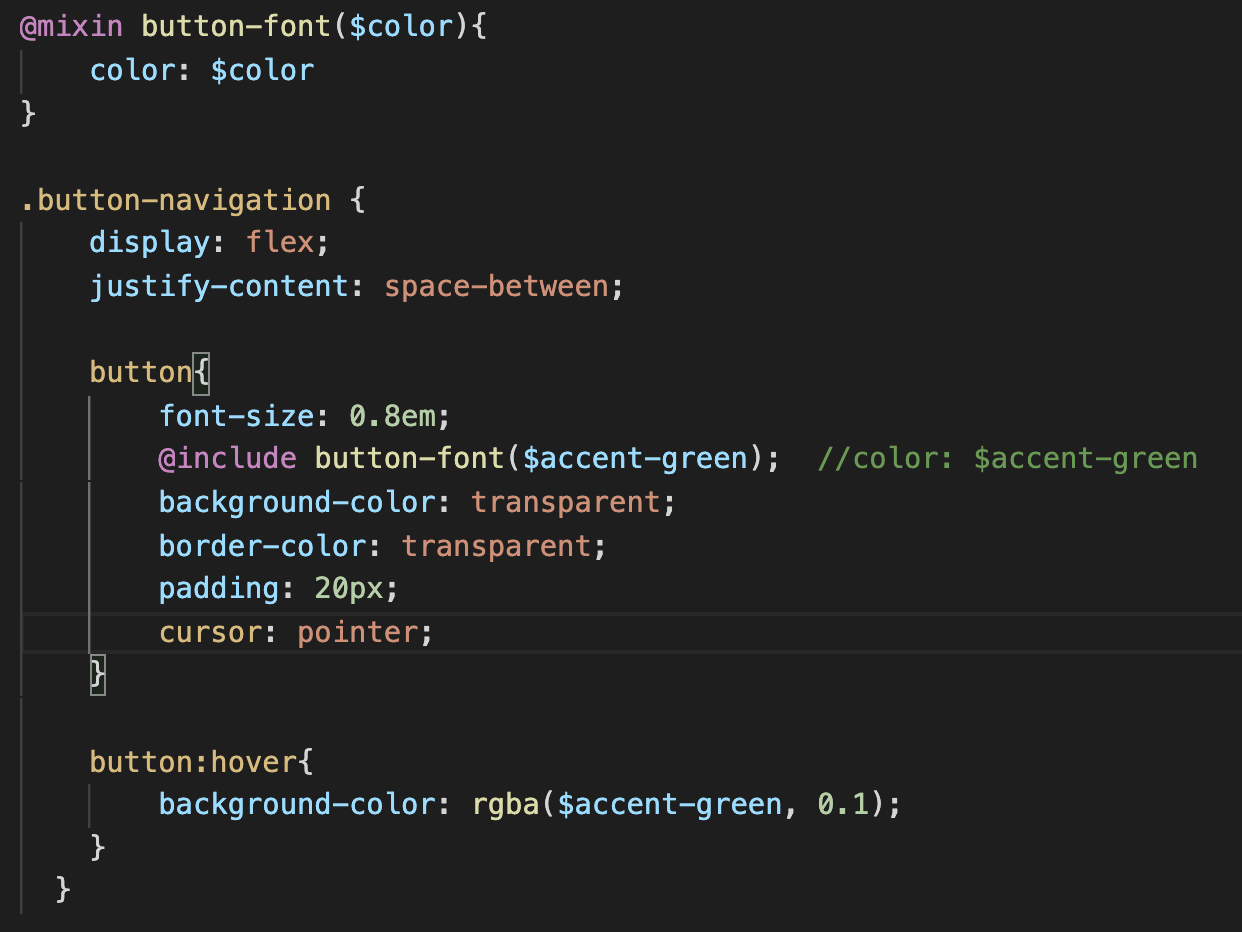 @mixin button-font($color){
    color: $color
}
.button-navigation {
    display: flex;
    justify-content: space-between;
    button{
        font-size: 0.8em;
        @include button-font($accent-green);  //color: $accent-green
        background-color: transparent;
        border-color: transparent;
        padding: 20px;
        cursor: pointer;
    }
    button:hover{
        background-color: rgba($accent-green, 0.1);
    }
  }